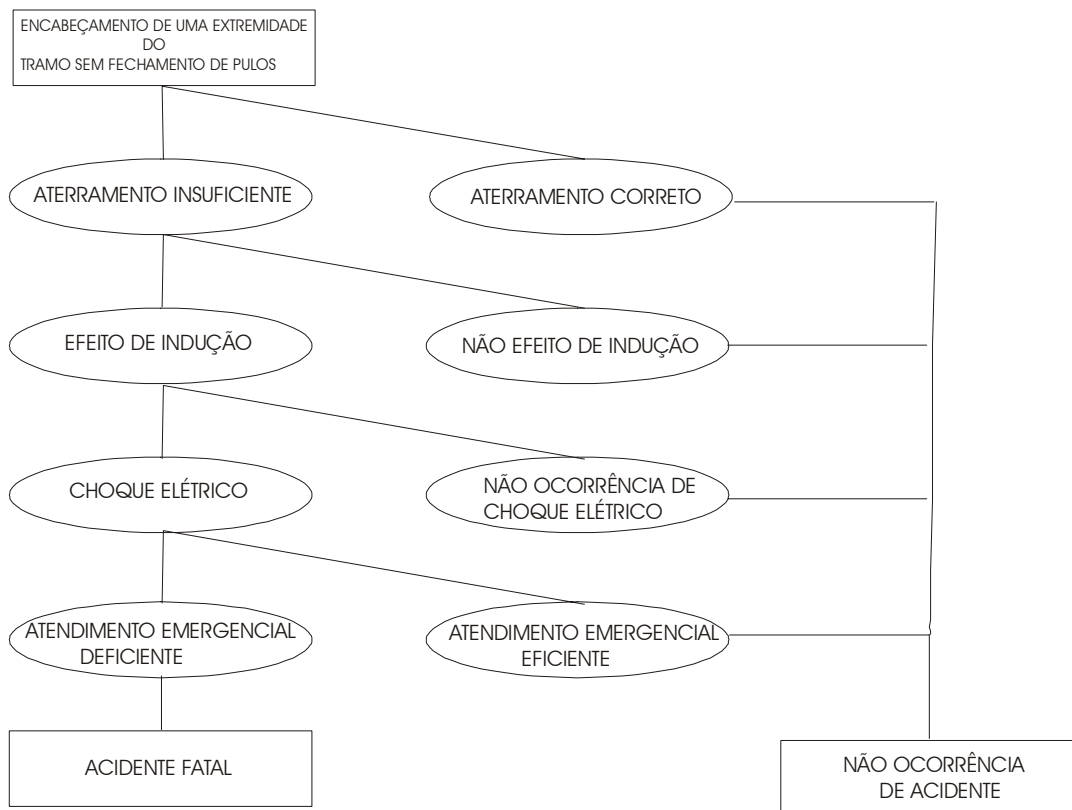 ENCABEÇAMENTO DE UMA EXTREMIDADE
DO
TRAMO SEM FECHAMENTO DE PULOS
ATERRAMENTO INSUFICIENTE
ATERRAMENTO CORRETO
EFEITO DE INDUÇÃO
NÃO EFEITO DE INDUÇÃO
CHOQUE ELÉTRICO
NÃO OCORRÊNCIA DE
CHOQUE ELÉTRICO
ATENDIMENTO EMERGENCIAL
DEFICIENTE
ATENDIMENTO EMERGENCIAL
EFICIENTE
ACIDENTE FATAL
NÃO OCORRÊNCIA
DE ACIDENTE